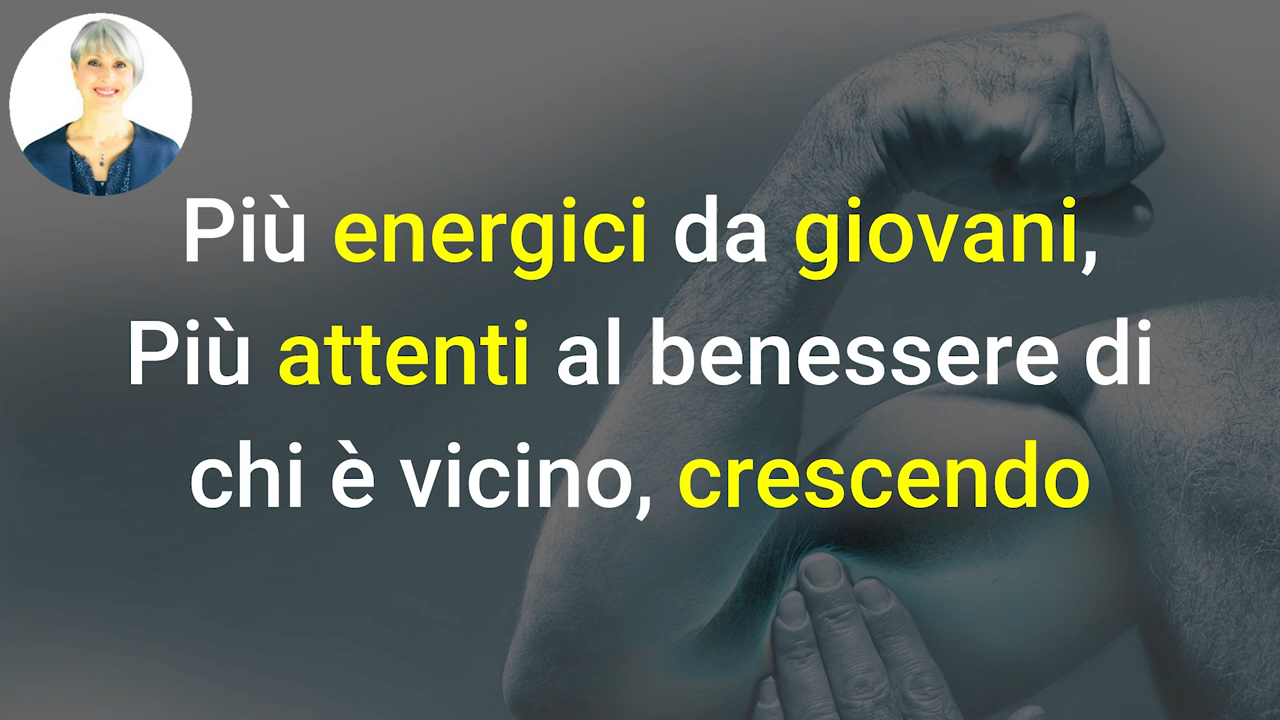 Più energici da giovani,
Più attenti al benessere di
chi è vicino, crescendo